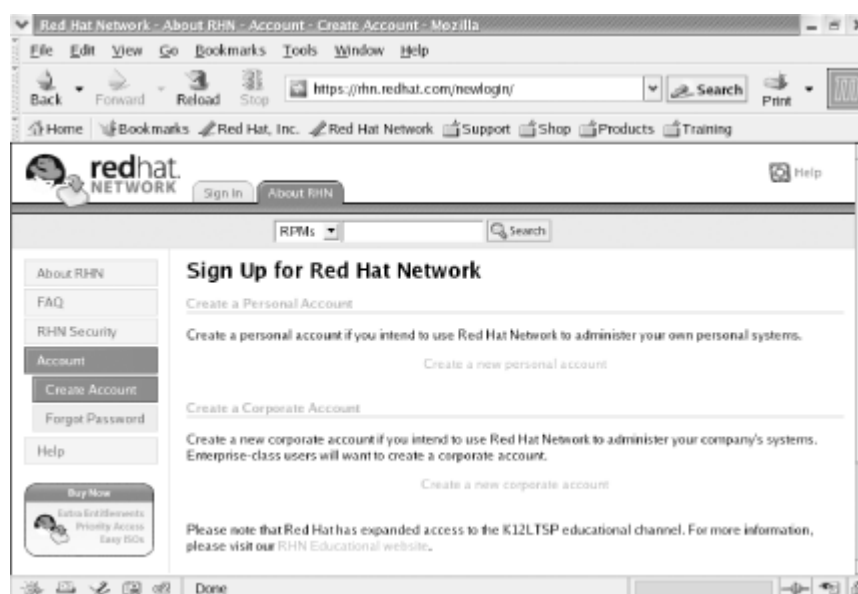 Red Hat Network - About RHN - Account - Create Account - Mozilla
File Edit View Go Bookmarks Tools Window Help
Back Forward Reload Stop https://rhn.redhat.com/newlogin/ Search Print
Home Bookmarks Red Hat, Inc. Red Hat Network Support Shop Products Training
redhat.
NETWORK
Sign In About RHN Help
RPMs Search
About RHN
FAQ
RHN Security
Account
Create Account
Forgot Password
Help
Buy Now
Extra Entitlements
Priority Access
Easy ISOs
Sign Up for Red Hat Network
Create a Personal Account
Create a personal account if you intend to use Red Hat Network to administer your own personal systems.
Create a new personal account
Create a Corporate Account
Create a new corporate account if you intend to use Red Hat Network to administer your company's systems.
Enterprise-class users will want to create a corporate account.
Create a new corporate account
Please note that Red Hat has expanded access to the K12LTSP educational channel. For more information,
please visit our RHN Educational website.
Done